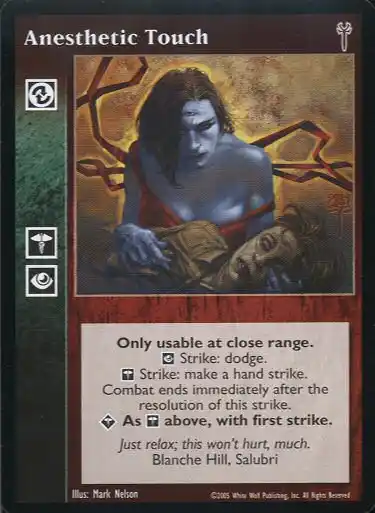 Anesthetic Touch
Only usable at close range.
Strike: dodge.
Strike: make a hand strike.
Combat ends immediately after the
resolution of this strike.
As above, with first strike.
Just relax; this won't hurt, much.
Blanche Hill, Salubri
Illus: Mark Nelson
©2005 White Wolf Publishing, Inc. All Rights Reserved